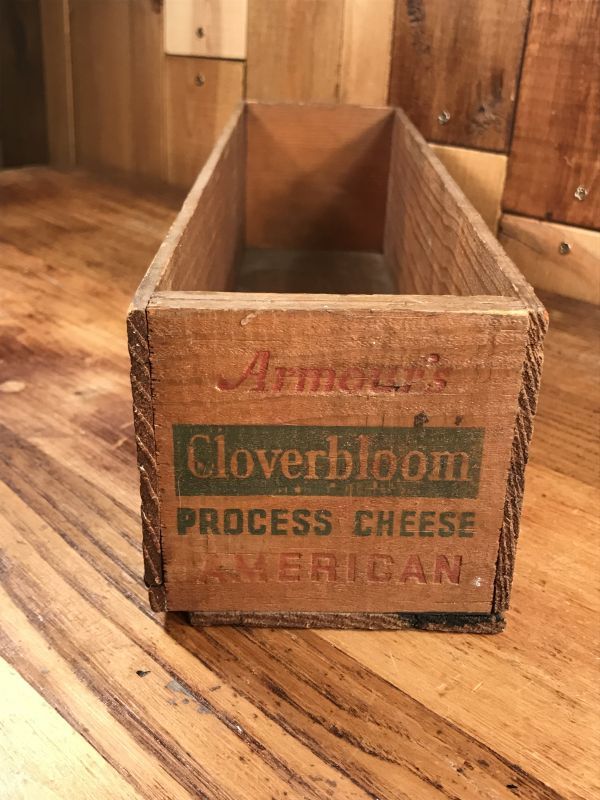 Armour's
Cloverbloom
PROCESS CHEESE
AMERICAN